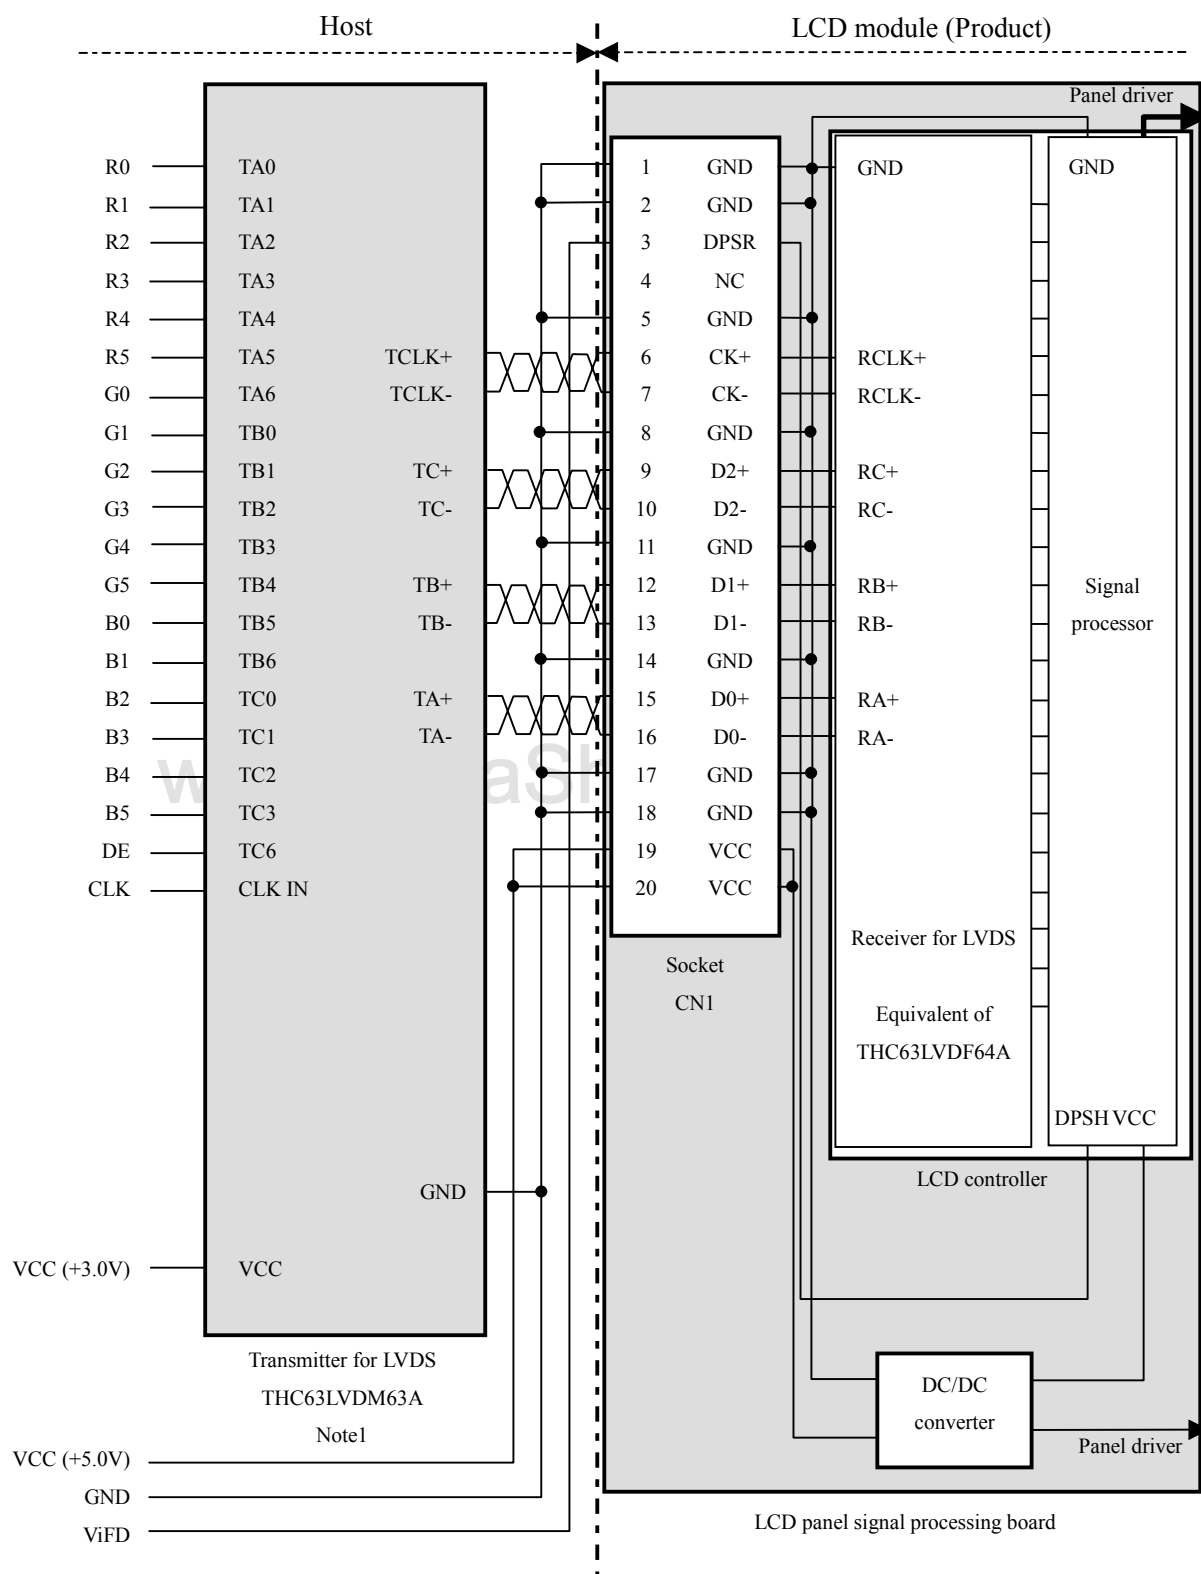 Host
LCD module (Product)
Panel driver
R0 TA0 1 GND GND GND
R1 TA1 2 GND
R2 TA2 3 DPSR
R3 TA3 4 NC
R4 TA4 5 GND
R5 TA5 TCLK+ 6 CK+ RCLK+
G0 TA6 TCLK- 7 CK- RCLK-
G1 TB0 8 GND
G2 TB1 TC+ 9 D2+ RC+
G3 TB2 TC- 10 D2- RC-
G4 TB3 11 GND
G5 TB4 TB+ 12 D1+ RB+ Signal
B0 TB5 TB- 13 D1- RB- processor
B1 TB6 14 GND
B2 TC0 TA+ 15 D0+ RA+
B3 TC1 TA- 16 D0- RA-
B4 TC2 17 GND
B5 TC3 18 GND
DE TC6 19 VCC
CLK CLK IN 20 VCC
Receiver for LVDS
Socket
CN1
Equivalent of
THC63LVDF64A
DPSH VCC
LCD controller
GND
VCC (+3.0V) VCC
Transmitter for LVDS
THC63LVDM63A
Note1
DC/DC
converter
Panel driver
VCC (+5.0V)
GND
ViFD
LCD panel signal processing board